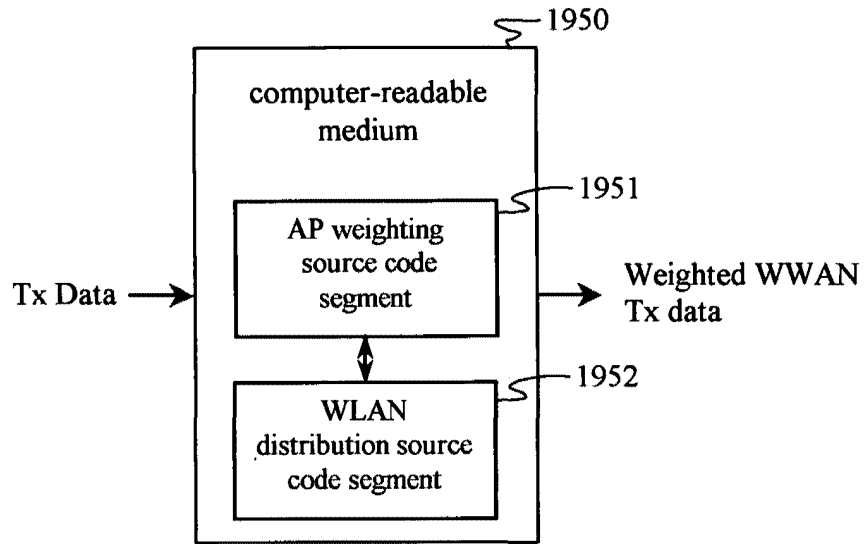 1950
computer-readable
medium
1951
AP weighting
source code
segment
Tx Data
Weighted WWAN
Tx data
1952
WLAN
distribution source
code segment